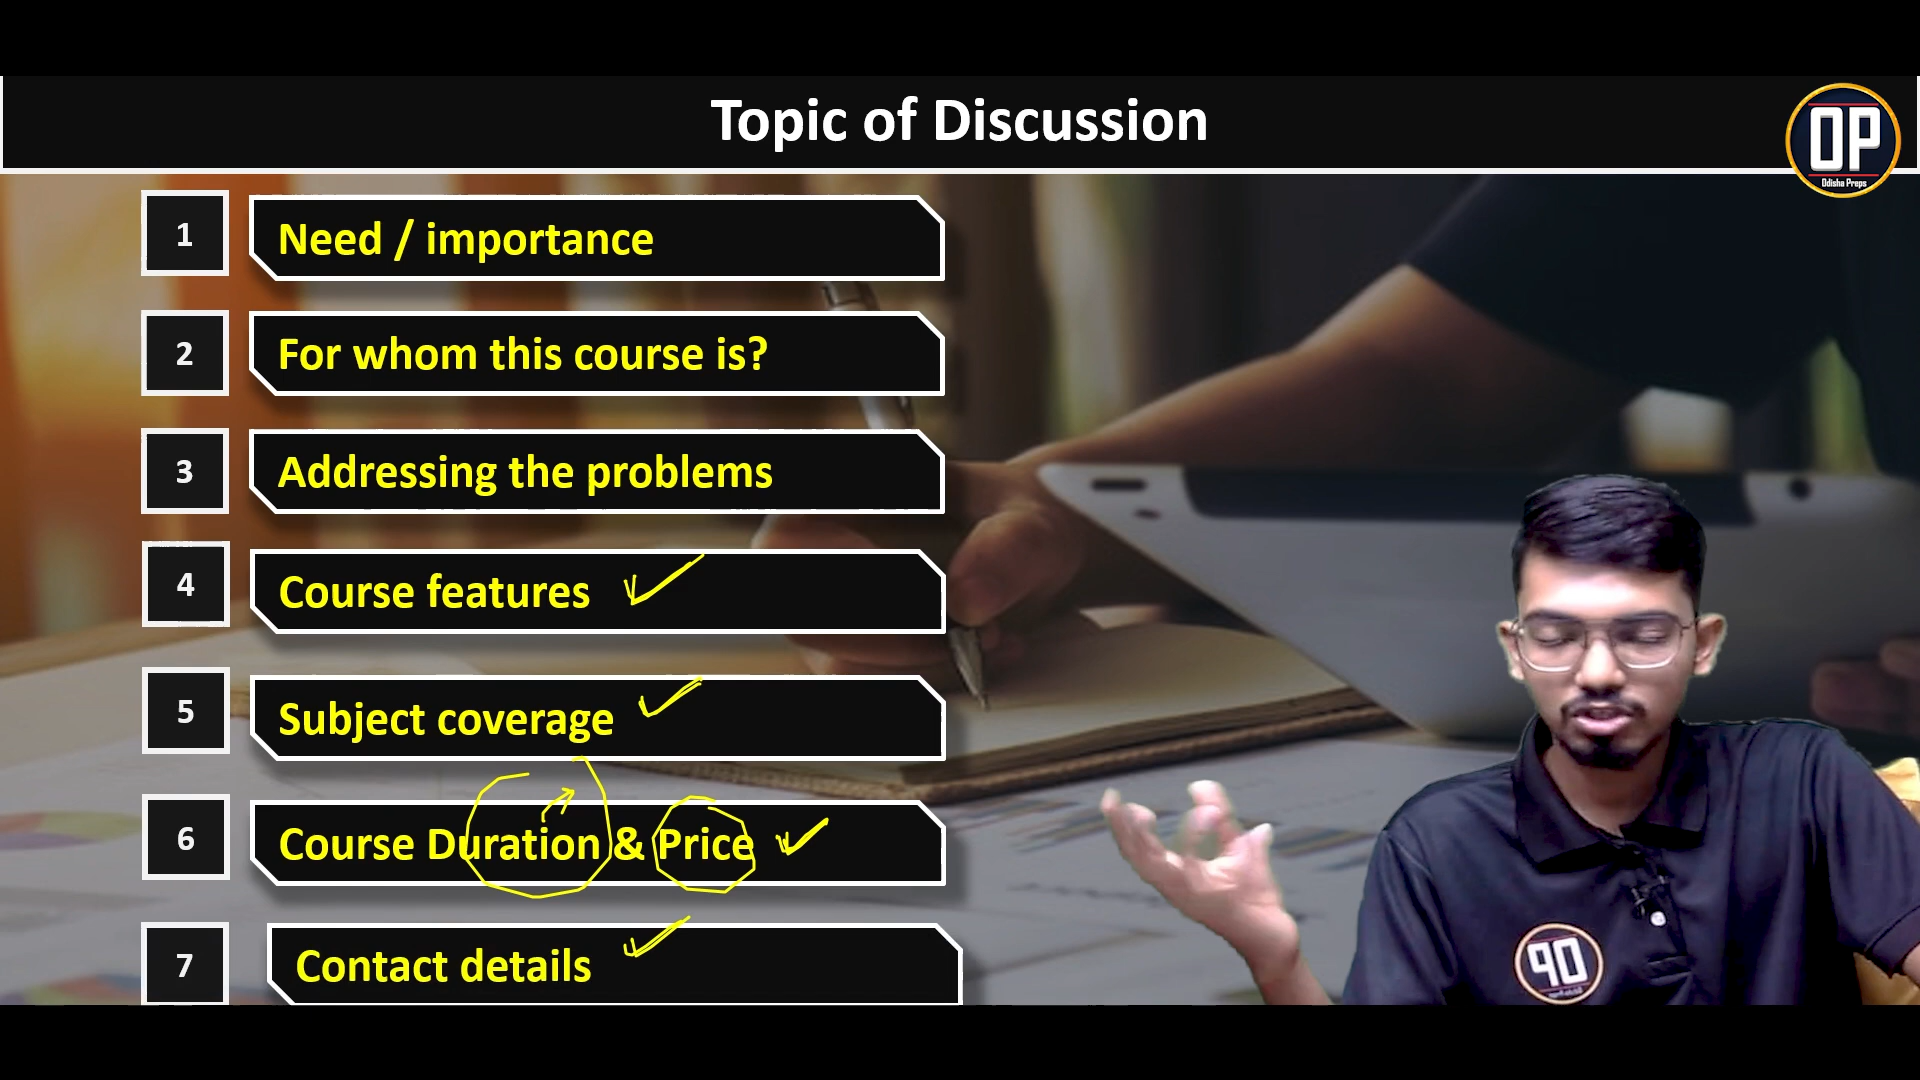 Topic of Discussion
OP
Odisha Preps
1
Need / importance
2
For whom this course is?
3
Addressing the problems
4
Course features
5
Subject coverage
6
Course Duration & Price
7
Contact details